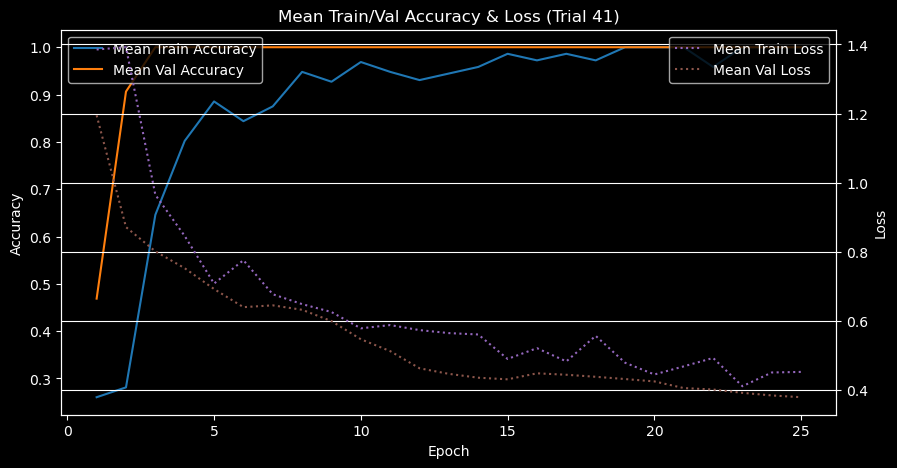 Mean Train/Val Accuracy & Loss (Trial 41)
Mean Train Accuracy
Mean Val Accuracy
Mean Train Loss
Mean Val Loss
Accuracy
1.0
0.9
0.8
0.7
0.6
0.5
0.4
0.3
1.4
1.2
1.0
0.8
0.6
0.4
Loss
0
5
10
15
20
25
Epoch